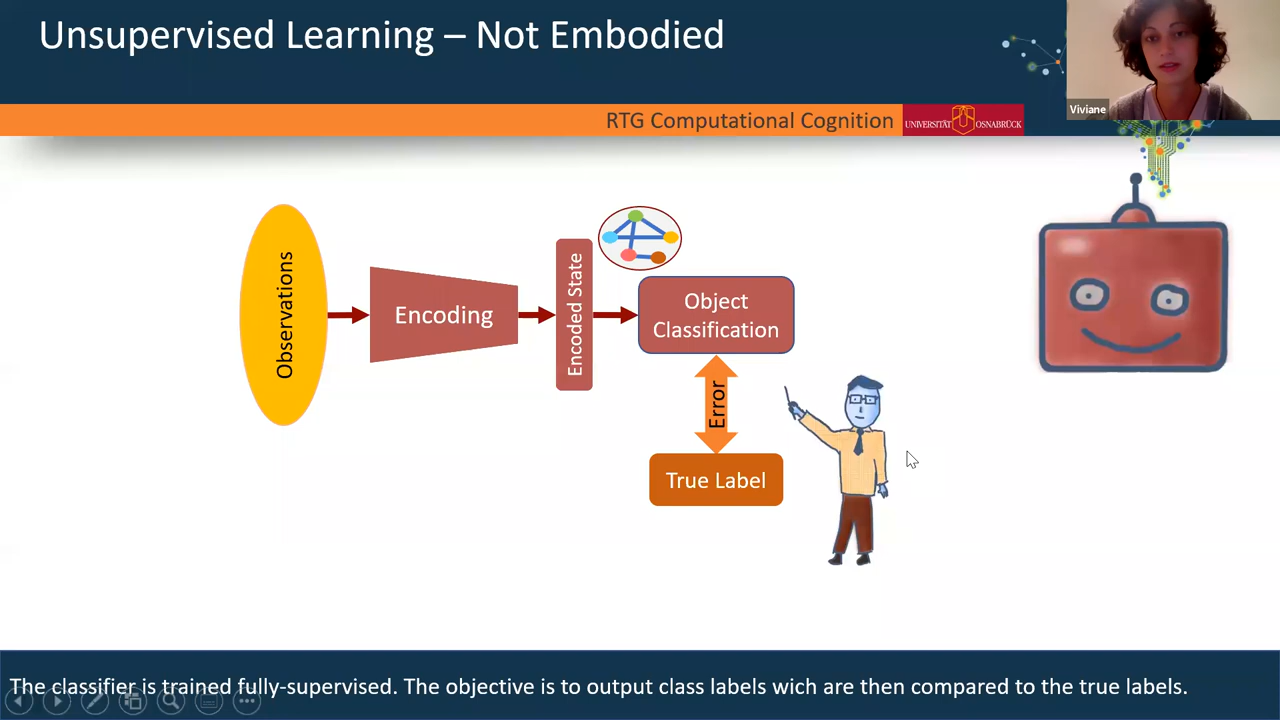 Unsupervised Learning – Not Embodied
Viviane
RTG Computational Cognition
UNIVERSITÄT OSNABRÜCK
Observations
Encoding
Encoded State
Object
Classification
Error
True Label
The classifier is trained fully-supervised. The objective is to output class labels wich are then compared to the true labels.